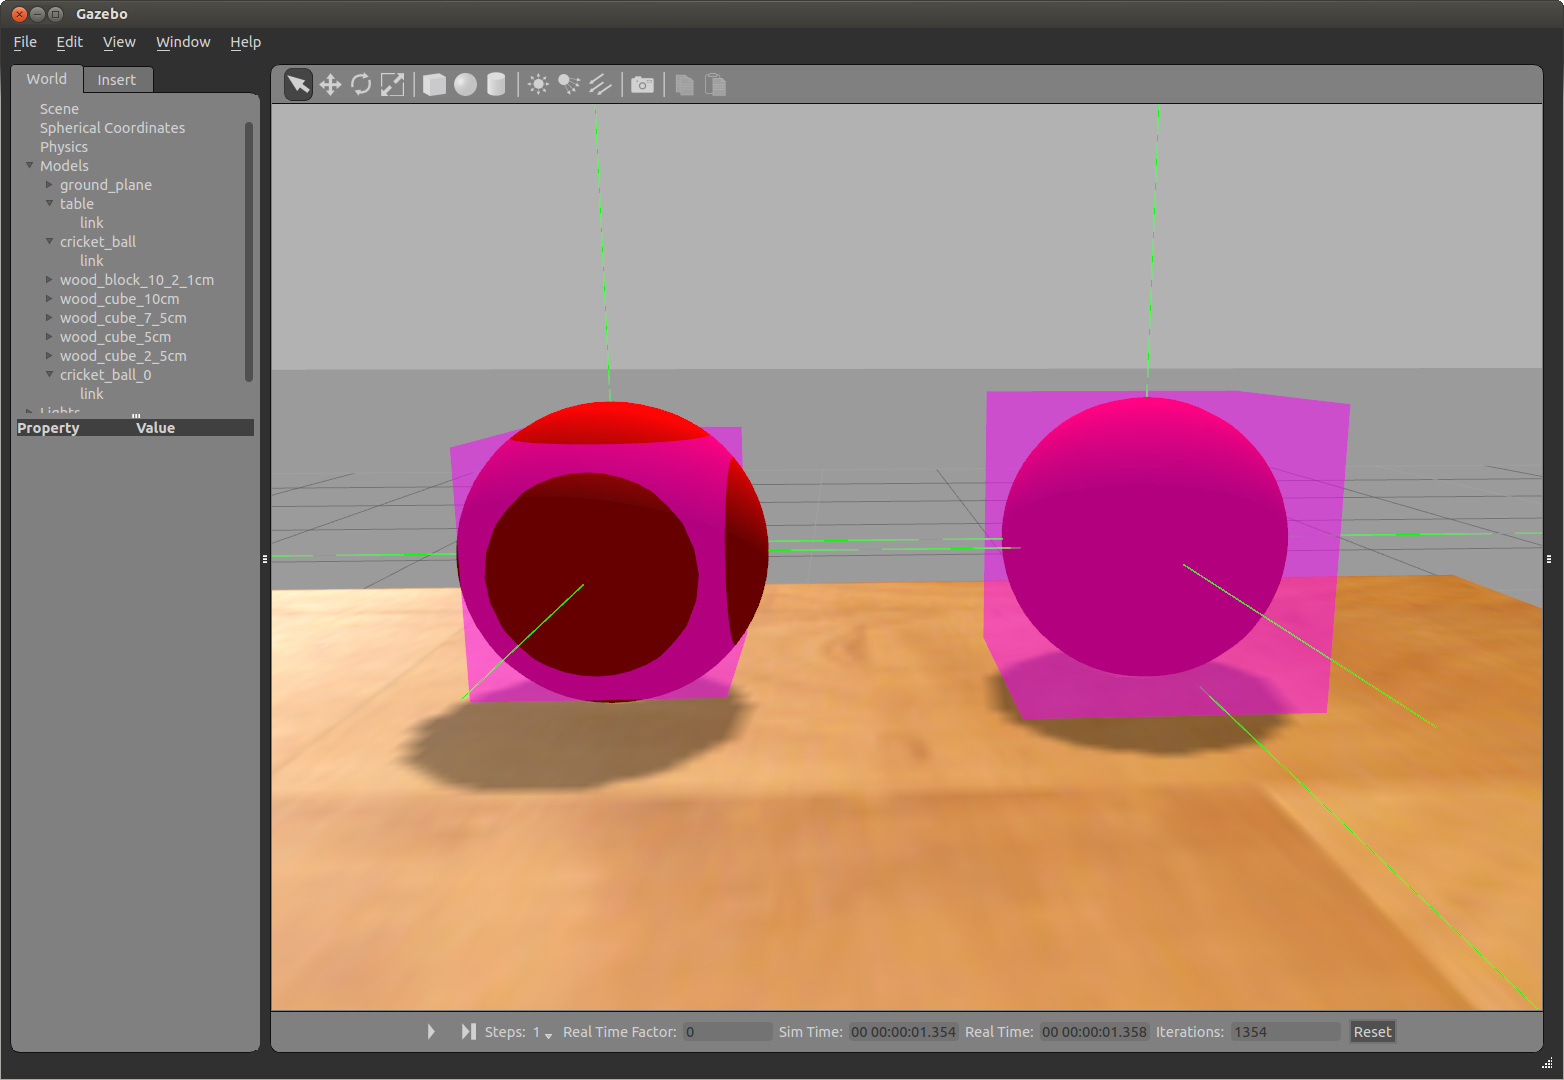 Gazebo
File Edit View Window Help
World Insert
Scene
Spherical Coordinates
Physics
Models
ground_plane
table
link
cricket_ball
link
wood_block_10_2_1cm
wood_cube_10cm
wood_cube_7_5cm
wood_cube_5cm
wood_cube_2_5cm
cricket_ball_0
link
Lights
Property Value
Steps: 1 Real Time Factor: 0 Sim Time: 00 00:00:01.354 Real Time: 00 00:00:01.358 Iterations: 1354 Reset